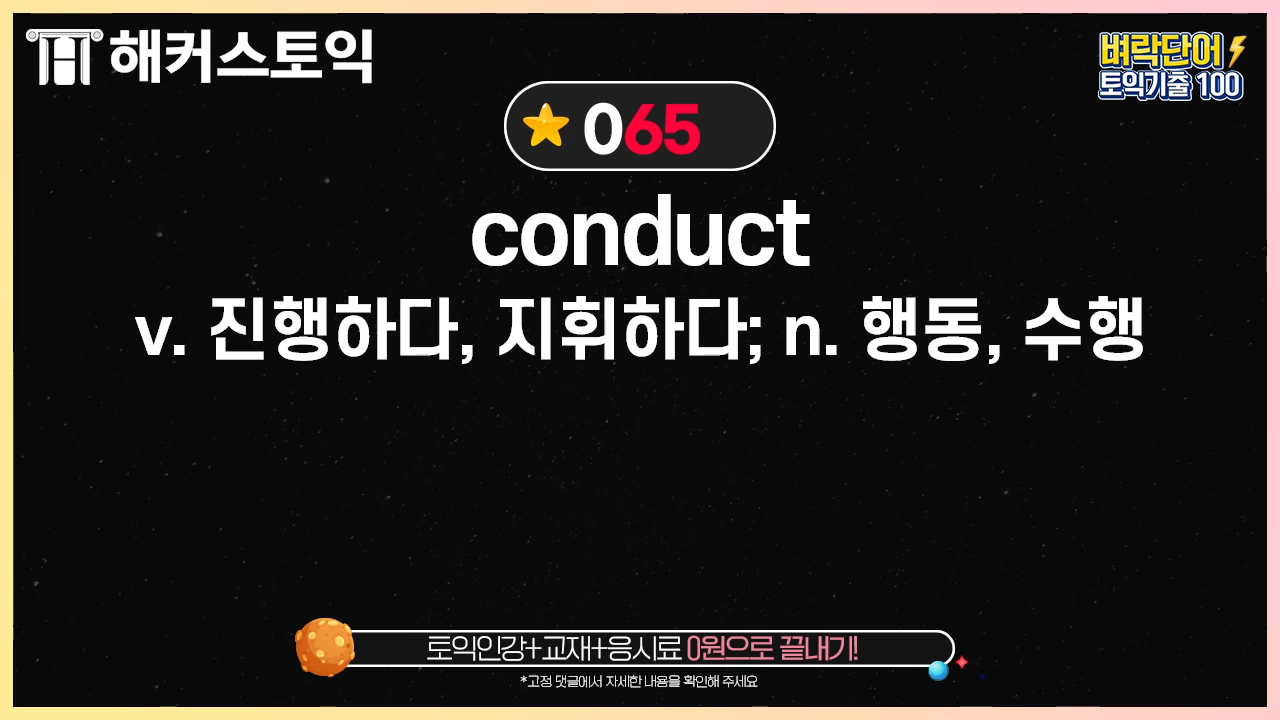 해커스토익
벼락단어
토익기출 100
065
conduct
v. 진행하다, 지휘하다; n. 행동, 수행
토익인강+교재+응시료 0원으로 끝내기!
*고정 댓글에서 자세한 내용을 확인해 주세요